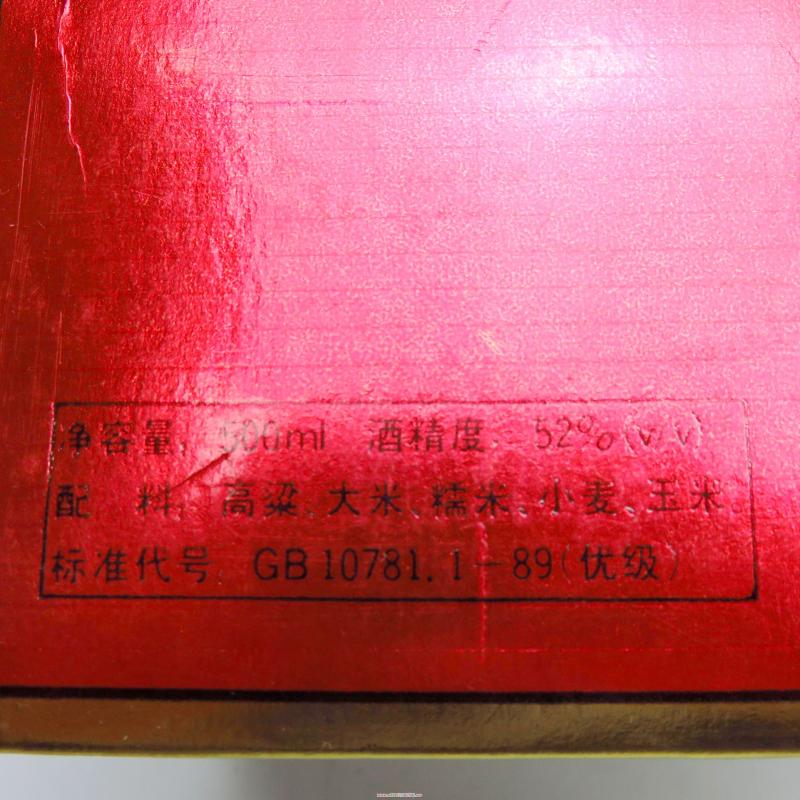 净容量：500ml 酒精度：52%(v/v)
配 料：高粱、大米、糯米、小麦、玉米
标准代号 GB 10781.1-89(优级)